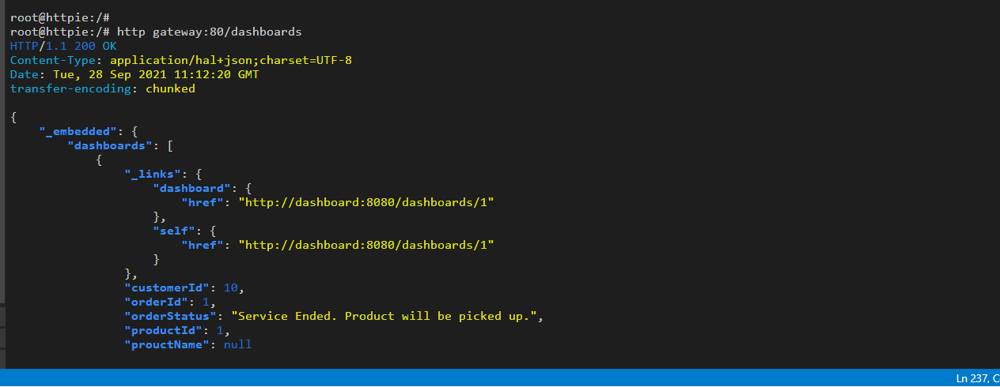 root@httpie:/#
root@httpie:/# http gateway:80/dashboards
HTTP/1.1 200 OK
Content-Type: application/hal+json;charset=UTF-8
Date: Tue, 28 Sep 2021 11:12:20 GMT
transfer-encoding: chunked
{
    "_embedded": {
        "dashboards": [
            {
                "_links": {
                    "dashboard": {
                        "href": "http://dashboard:8080/dashboards/1"
                    },
                    "self": {
                        "href": "http://dashboard:8080/dashboards/1"
                    }
                },
                "customerId": 10,
                "orderId": 1,
                "orderStatus": "Service Ended. Product will be picked up.",
                "productId": 1,
                "prouctName": null
Ln 237, C